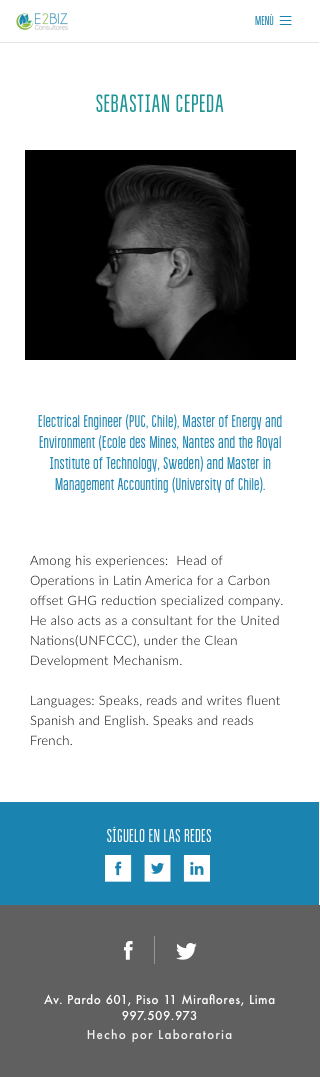 E2BIZ
Consultores
MENÚ
SEBASTIAN CEPEDA
Electrical Engineer (PUC, Chile), Master of Energy and
Environment (Ecole des Mines, Nantes and the Royal
Institute of Technology, Sweden) and Master in
Management Accounting (University of Chile).
Among his experiences:  Head of
Operations in Latin America for a Carbon
offset GHG reduction specialized company.
He also acts as a consultant for the United
Nations(UNFCCC), under the Clean
Development Mechanism.
Languages: Speaks, reads and writes fluent
Spanish and English. Speaks and reads
French.
SÍGUELO EN LAS REDES
Av. Pardo 601, Piso 11 Miraflores, Lima
997.509.973
Hecho por Laboratoria